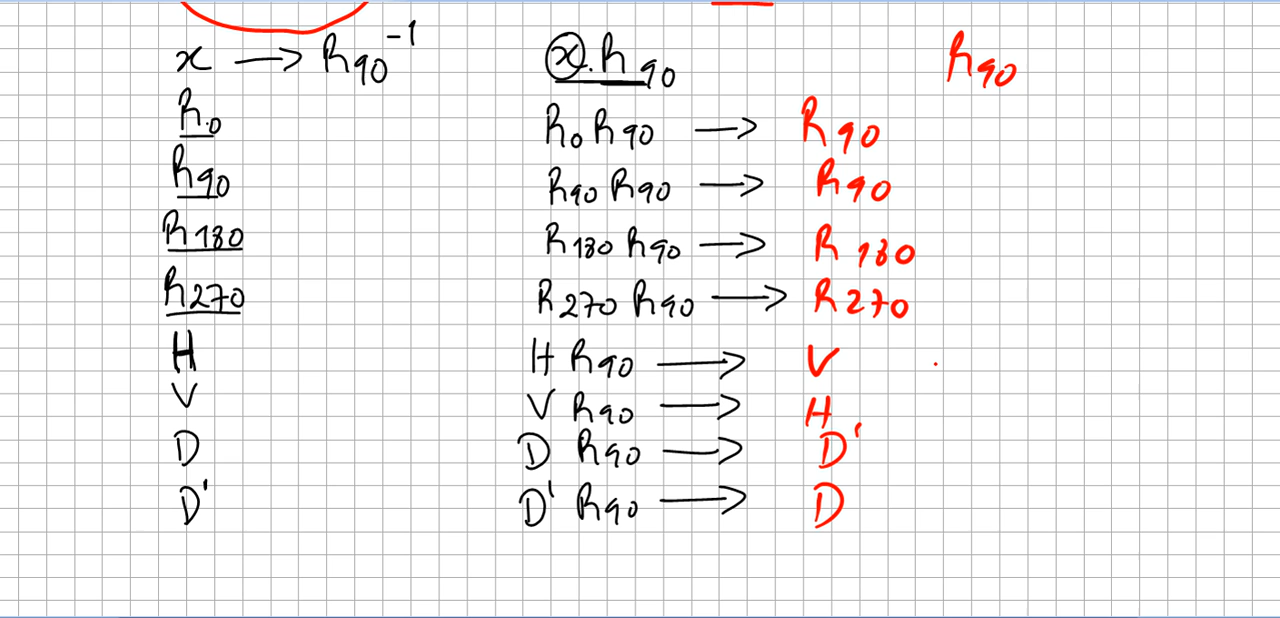 x → R₉₀⁻¹ x.R₉₀ R₉₀
R.₀ R₀ R₉₀ → R₉₀
R₉₀ R₉₀ R₉₀ → R₉₀
R₁₈₀ R₁₈₀ R₉₀ → R₁₈₀
R₂₇₀ R₂₇₀ R₉₀ → R₂₇₀
H H R₉₀ → V
V V R₉₀ → H
D D R₉₀ → D'
D' D' R₉₀ → D